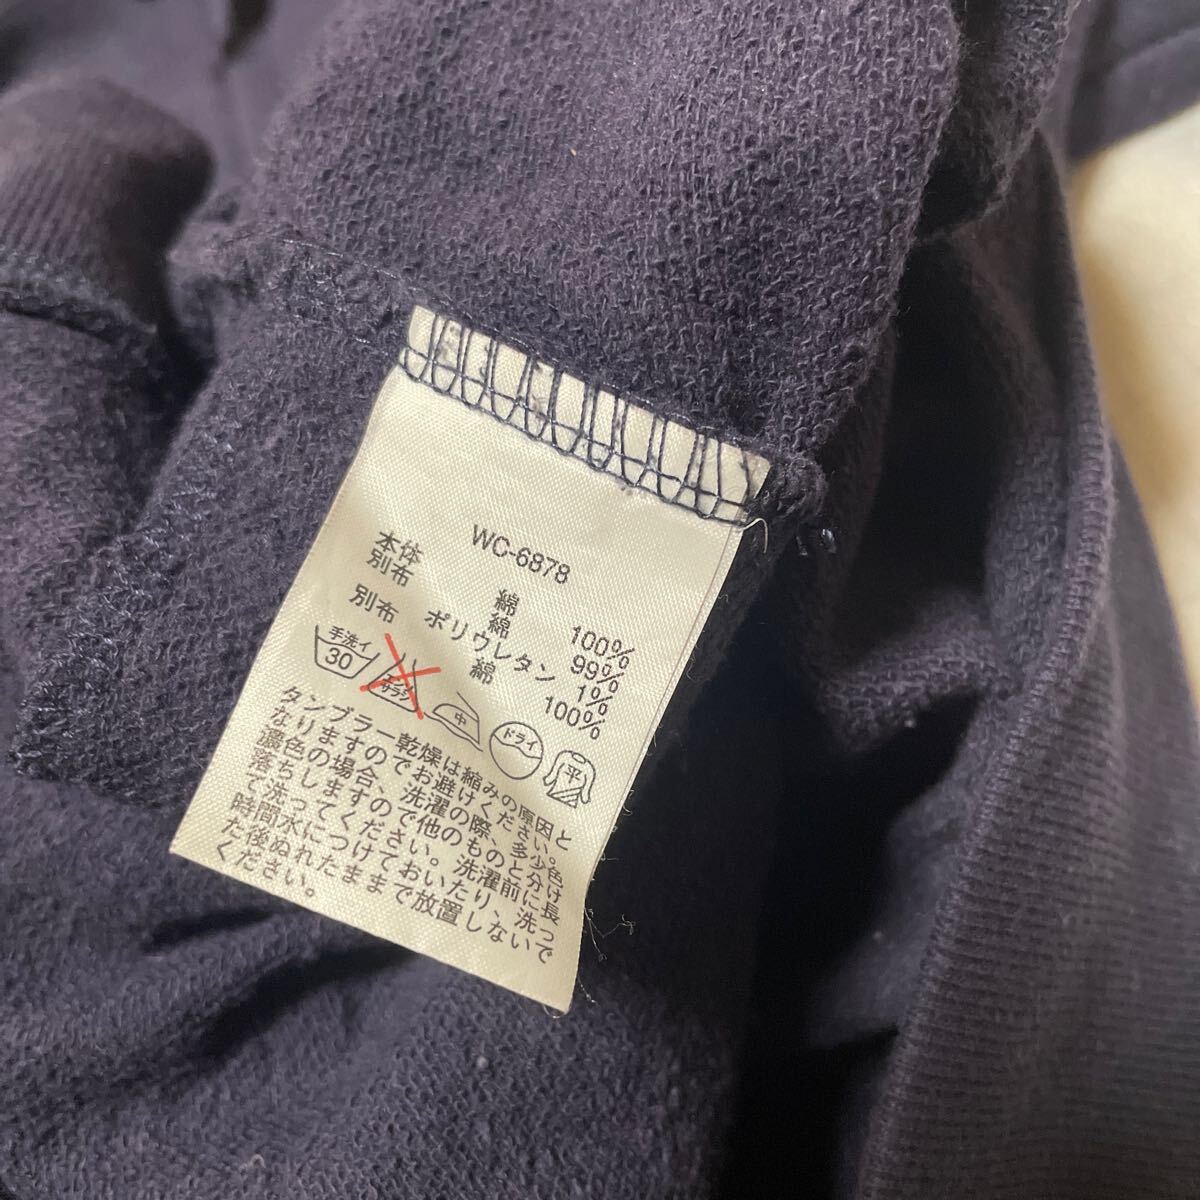 WC-6878
本体 綿 100%
別布 綿 99%
ポリウレタン 1%
別布 綿 100%
手洗イ 30
エンソ サラシ
中
ドライ
平
タンブラー乾燥は縮みの原因と
なりますのでお避けください。
濃色の場合、洗濯の際、多少色
落ちしますので他のものと分け
て洗ってください。洗濯前に長
時間水につけておいたり、洗っ
た後ぬれたままで放置しないで
ください。